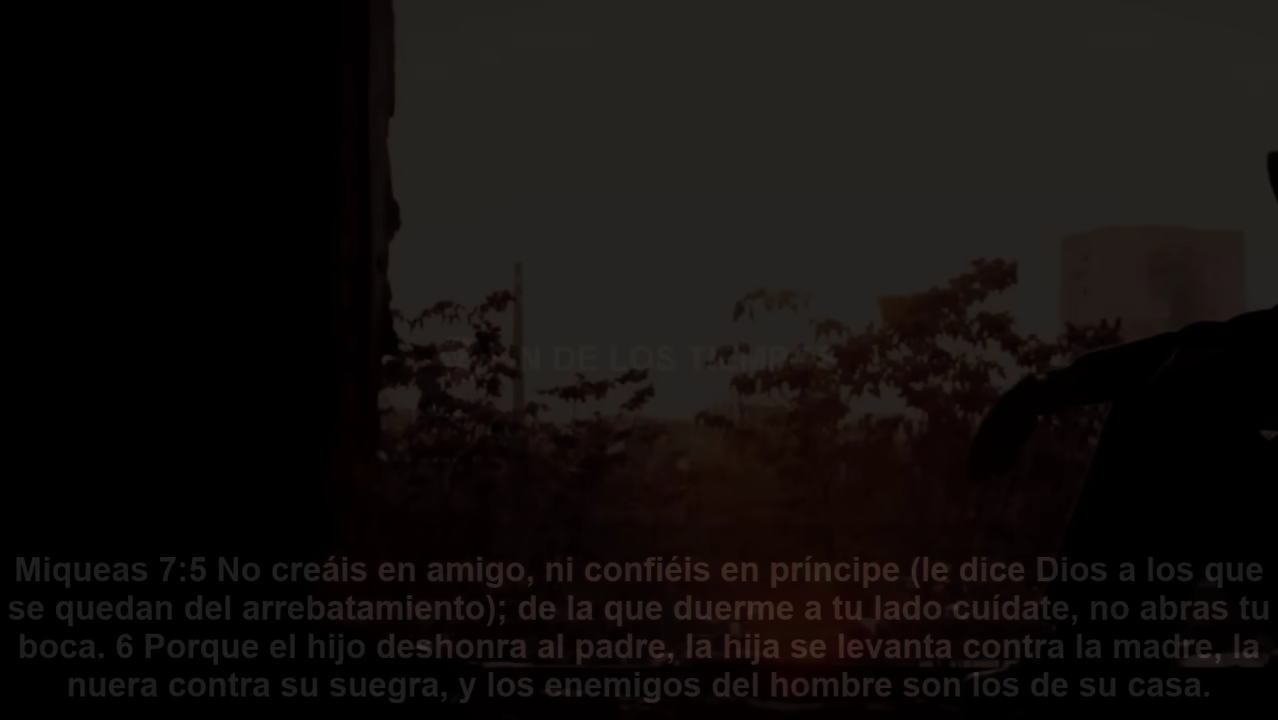 DE LOS
Miqueas 7:5 No creáis en amigo, ni confiéis en príncipe (le dice Dios a los que
se quedan del arrebatamiento); de la que duerme a tu lado cuídate, no abras tu
boca. 6 Porque el hijo deshonra al padre, la hija se levanta contra la madre, la
nuera contra su suegra, y los enemigos del hombre son los de su casa.